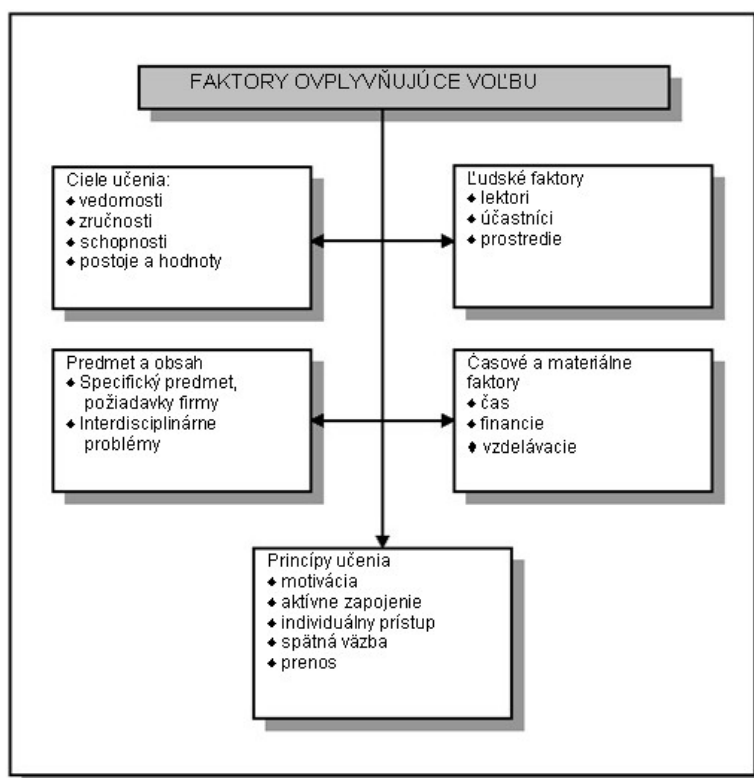 FAKTORY OVPLYVŇUJÚCE VOĽBU
Ciele učenia:
♦ vedomosti
♦ zručnosti
♦ schopnosti
♦ postoje a hodnoty
Ľudské faktory
♦ lektori
♦ účastníci
♦ prostredie
Predmet a obsah
♦ Specifický predmet,
požiadavky firmy
♦ Interdisciplinárne
problémy
Časové a materiálne
faktory
♦ čas
♦ financie
♦ vzdelávacie
Princípy učenia
♦ motivácia
♦ aktívne zapojenie
♦ individuálny prístup
♦ spätná väzba
♦ prenos